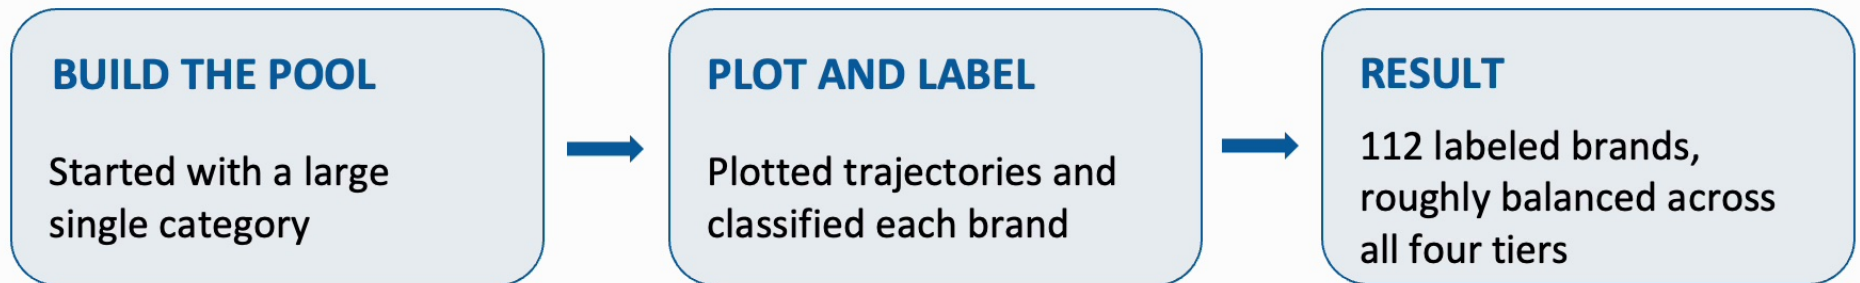 BUILD THE POOL
Started with a large
single category
PLOT AND LABEL
Plotted trajectories and
classified each brand
RESULT
112 labeled brands,
roughly balanced across
all four tiers